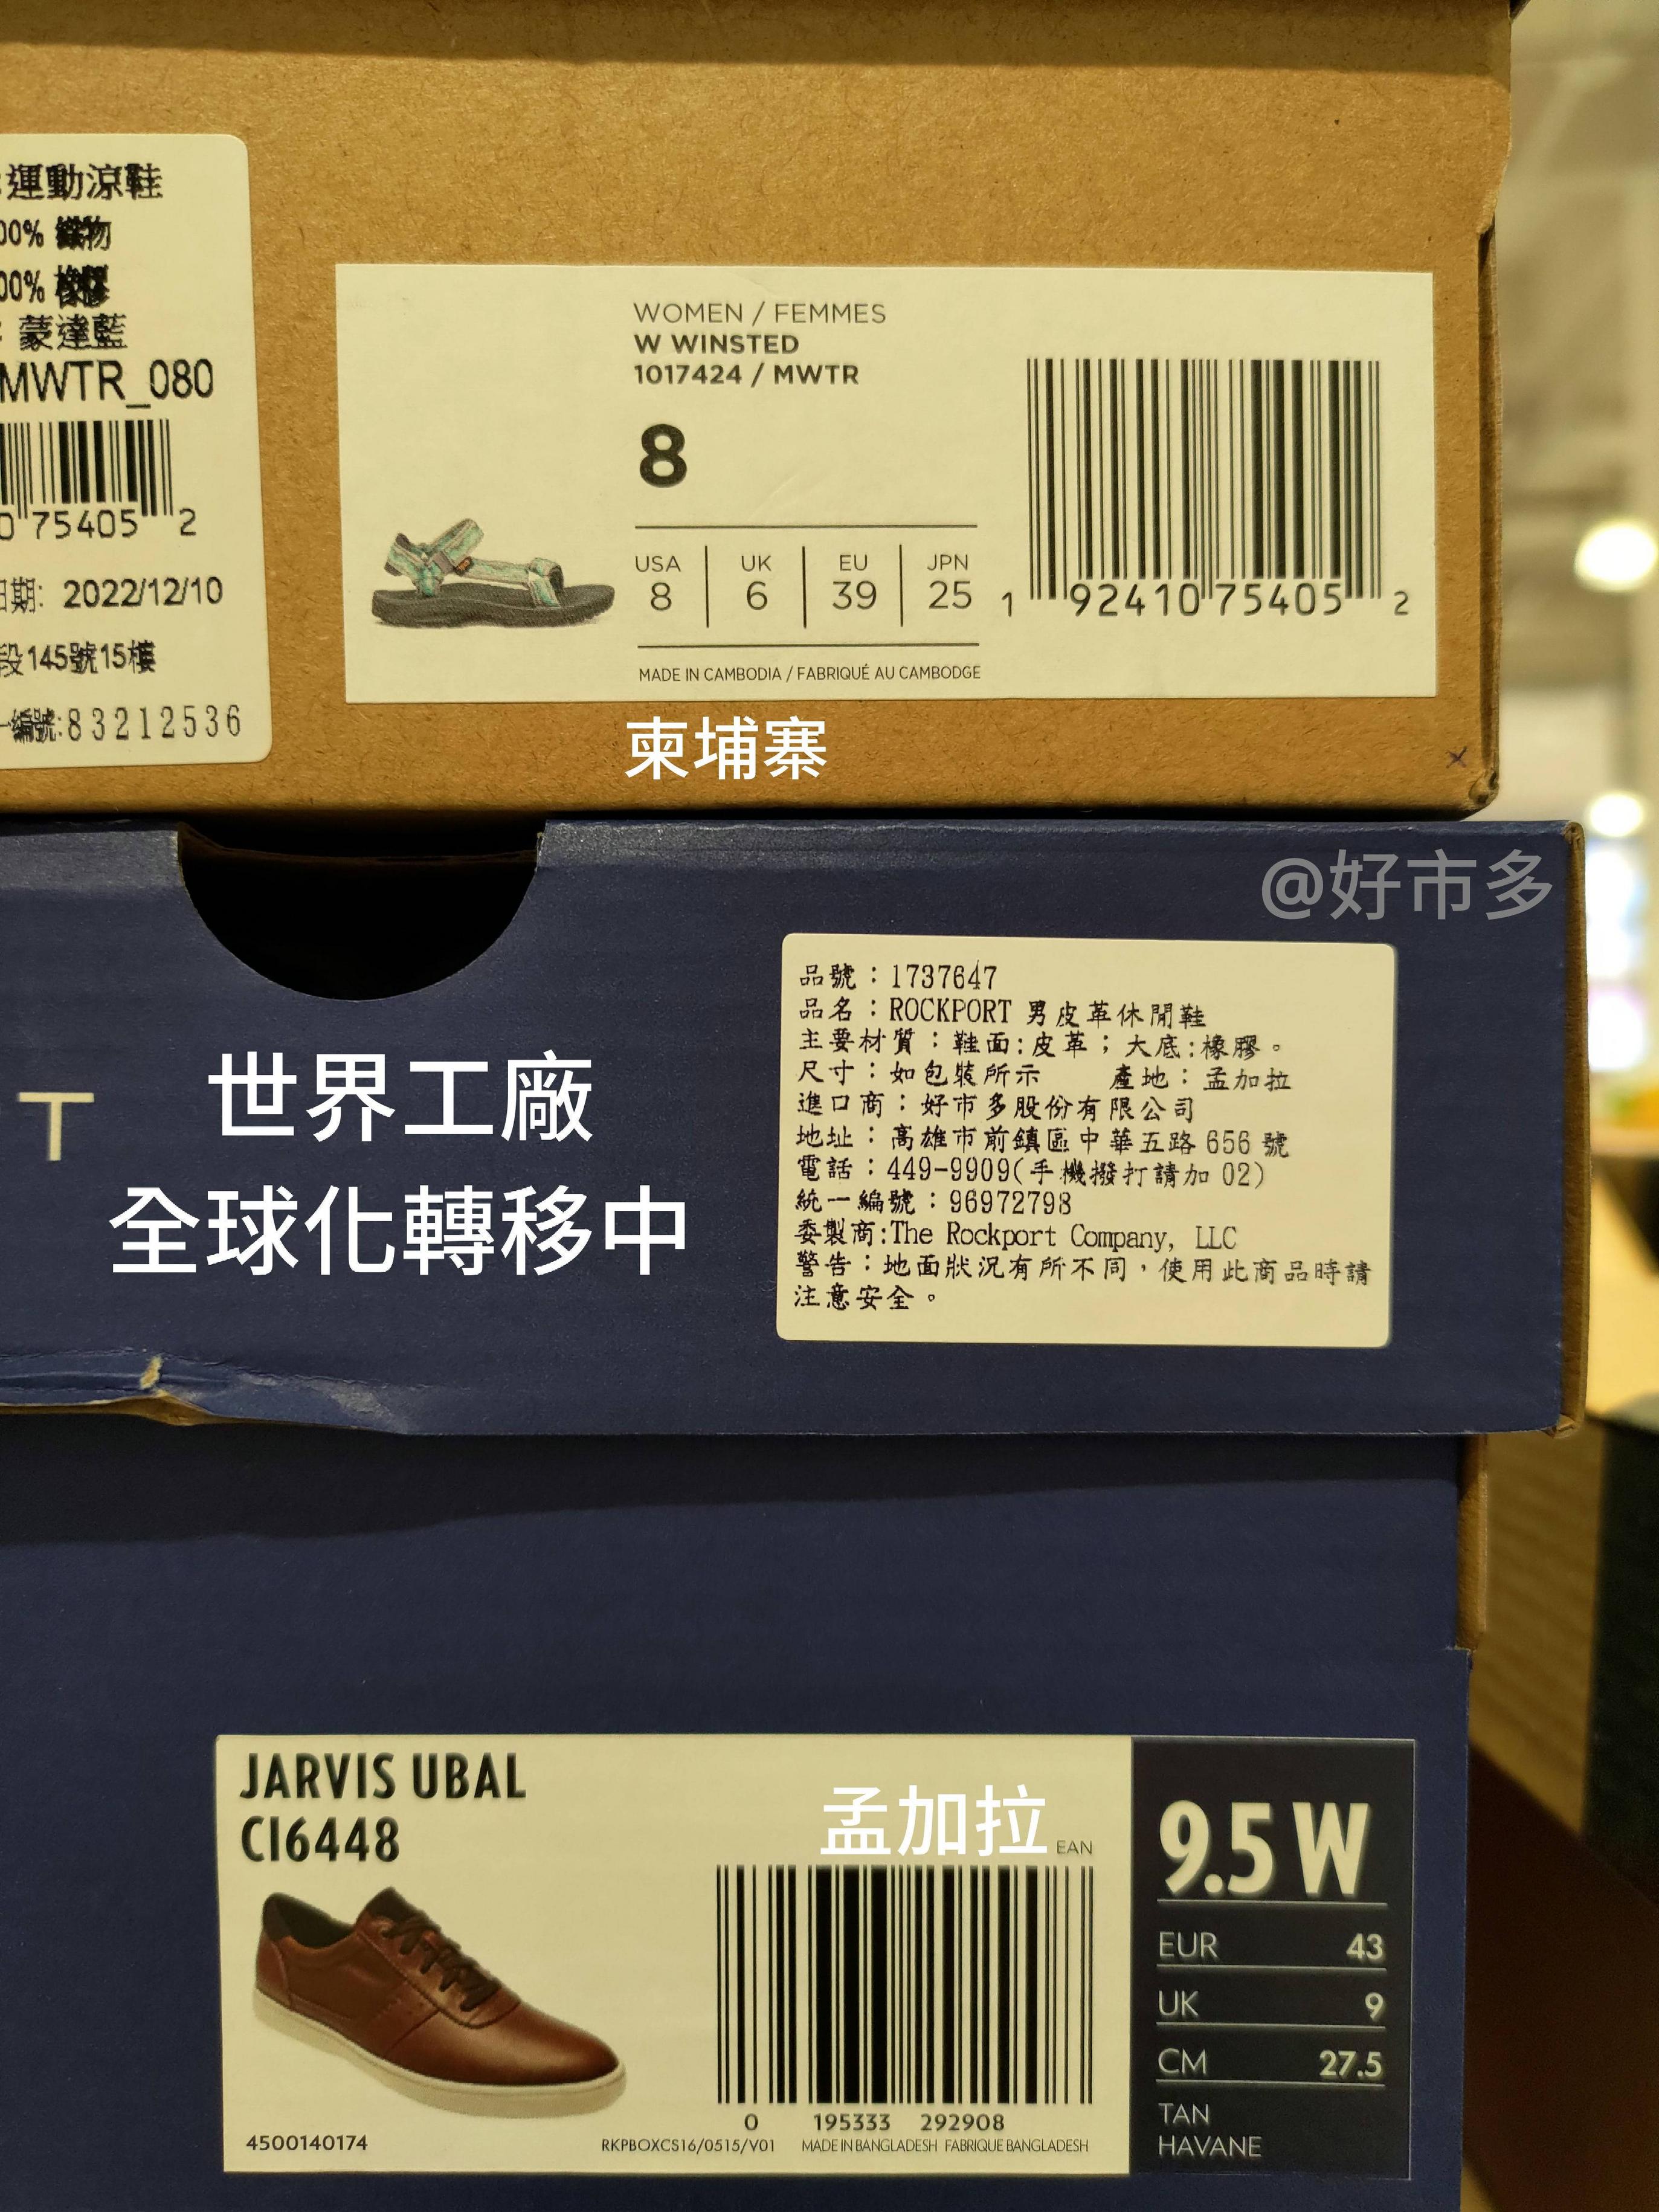 運動涼鞋
00% 織物
00% 橡膠
: 蒙達藍
MWTR_080
0 75405 2
日期: 2022/12/10
段145號15樓
一編號:83212536
WOMEN / FEMMES
W WINSTED
1017424 / MWTR
8
USA UK EU JPN
8 6 39 25
MADE IN CAMBODIA / FABRIQUÉ AU CAMBODGE
1 92410 75405 2
柬埔寨
@好市多
T
世界工廠
全球化轉移中
品號：1737647
品名：ROCKPORT 男皮革休閒鞋
主要材質：鞋面:皮革；大底:橡膠。
尺寸：如包裝所示 產地：孟加拉
進口商：好市多股份有限公司
地址：高雄市前鎮區中華五路 656 號
電話：449-9909(手機撥打請加 02)
統一編號：96972798
委製商:The Rockport Company, LLC
警告：地面狀況有所不同，使用此商品時請
注意安全。
JARVIS UBAL
CI6448
孟加拉
EAN
0 195333 292908
4500140174
RKPBOXCS16/0515/V01 MADE IN BANGLADESH FABRIQUE BANGLADESH
9.5 W
EUR 43
UK 9
CM 27.5
TAN
HAVANE